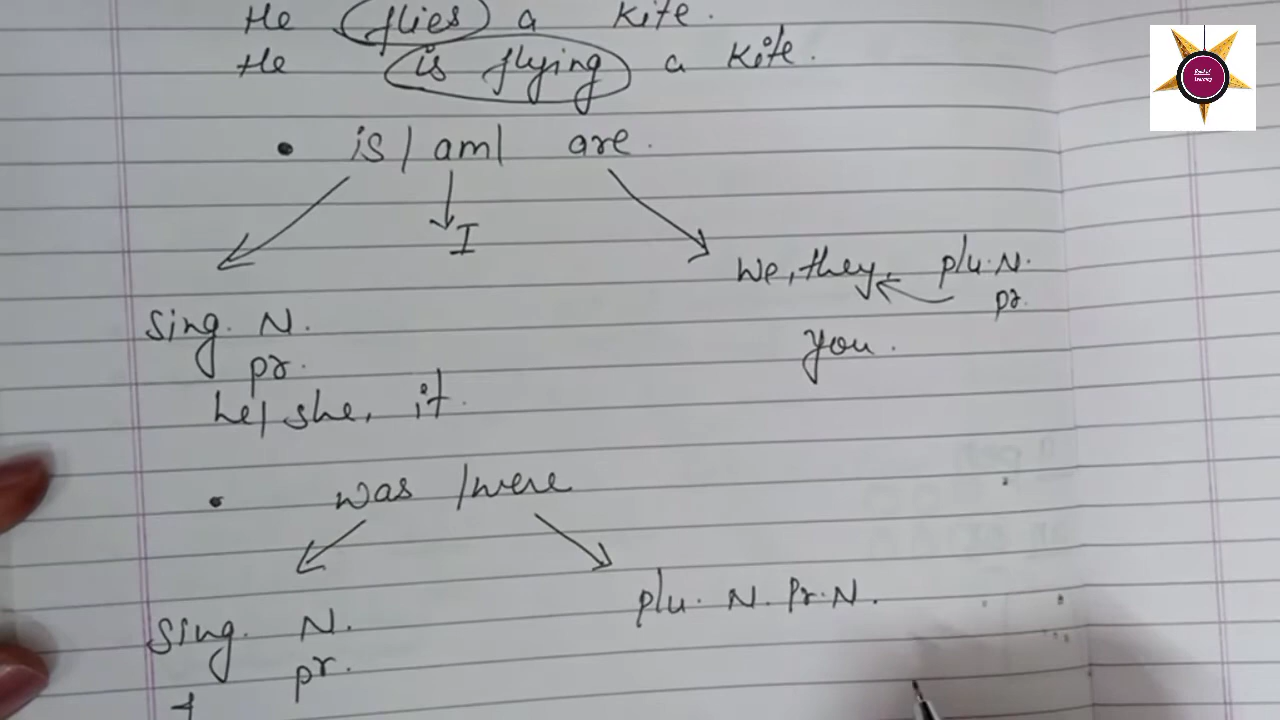 He flies a kite.
He is flying a kite.
• is / am / are.
I
We, they, plu. N.
pr.
you.
Sing. N.
pr.
he / she, it.
• was / were
Sing. N.
pr.
plu. N. Pr. N.